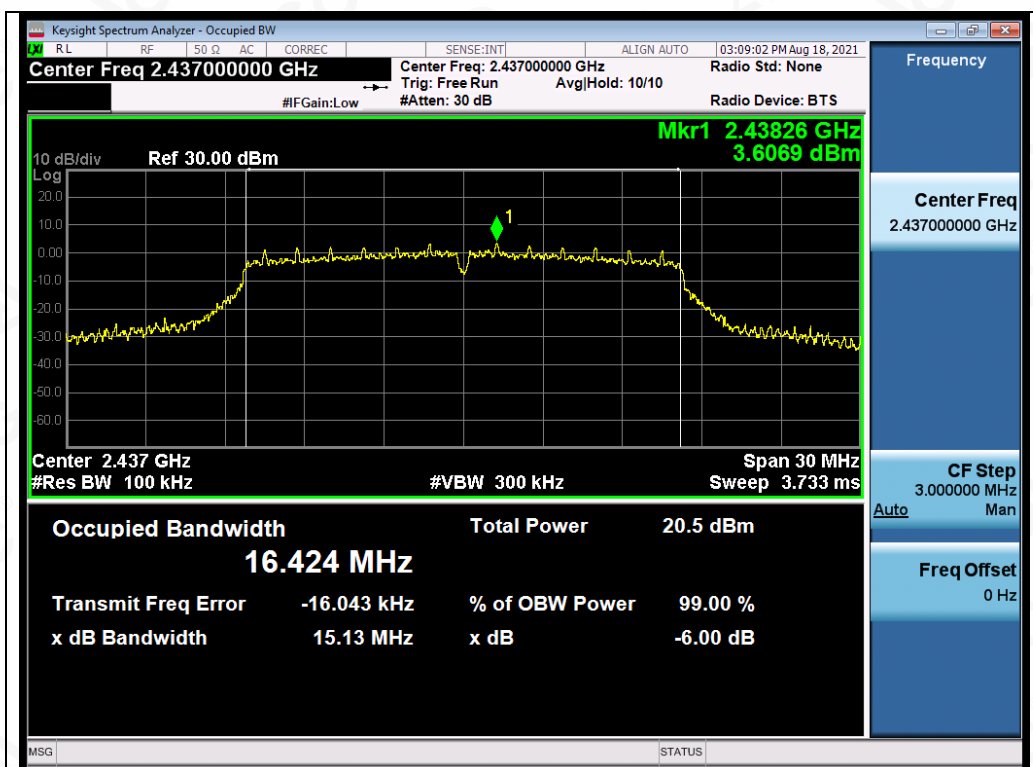 Keysight Spectrum Analyzer - Occupied BW
LXI RL RF 50 Ω AC CORREC SENSE:INT ALIGN AUTO 03:09:02 PM Aug 18, 2021
Center Freq 2.437000000 GHz
Center Freq: 2.437000000 GHz Radio Std: None
Trig: Free Run Avg|Hold: 10/10
#IFGain:Low #Atten: 30 dB Radio Device: BTS
Frequency
Mkr1 2.43826 GHz
3.6069 dBm
10 dB/div Ref 30.00 dBm
Log
20.0
10.0
0.00
-10.0
-20.0
-30.0
-40.0
-50.0
-60.0
1
Center 2.437 GHz Span 30 MHz
#Res BW 100 kHz #VBW 300 kHz Sweep 3.733 ms
Center Freq
2.437000000 GHz
CF Step
3.000000 MHz
Auto Man
Freq Offset
0 Hz
Occupied Bandwidth Total Power 20.5 dBm
16.424 MHz
Transmit Freq Error -16.043 kHz % of OBW Power 99.00 %
x dB Bandwidth 15.13 MHz x dB -6.00 dB
MSG STATUS